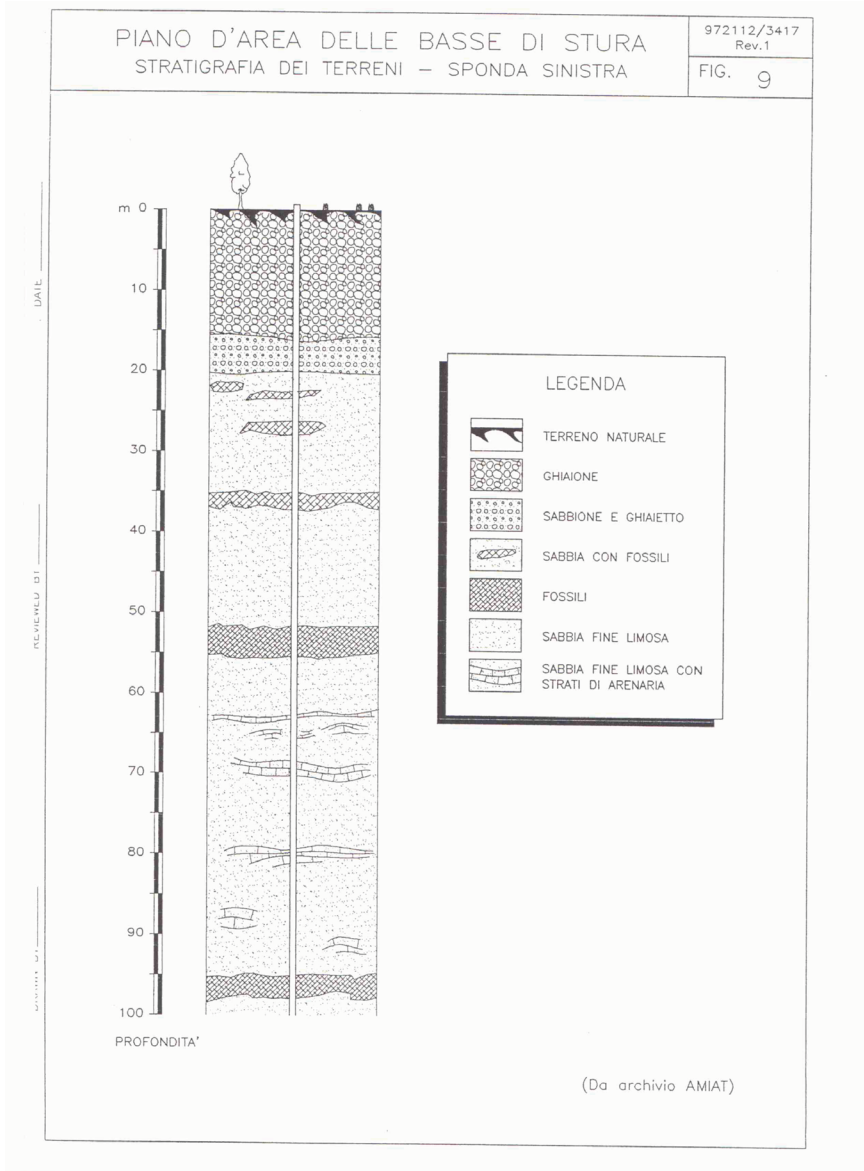 PIANO D'AREA DELLE BASSE DI STURA
STRATIGRAFIA DEI TERRENI – SPONDA SINISTRA
972112/3417
Rev.1
FIG. 9
m 0
10
20
30
40
50
60
70
80
90
100
PROFONDITA'
LEGENDA
TERRENO NATURALE
GHIAIONE
SABBIONE E GHIAIETTO
SABBIA CON FOSSILI
FOSSILI
SABBIA FINE LIMOSA
SABBIA FINE LIMOSA CON
STRATI DI ARENARIA
(Da archivio AMIAT)
DATE